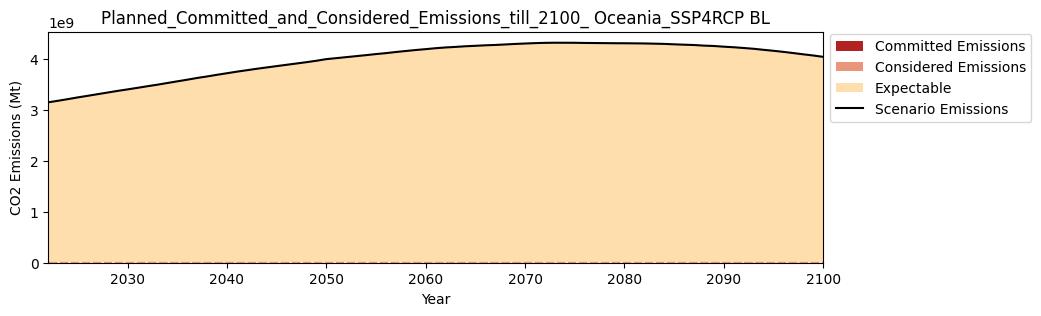 Planned_Committed_and_Considered_Emissions_till_2100_ Oceania_SSP4RCP BL
1e9
4
3
2
1
0
CO2 Emissions (Mt)
2030 2040 2050 2060 2070 2080 2090 2100
Year
Committed Emissions
Considered Emissions
Expectable
Scenario Emissions